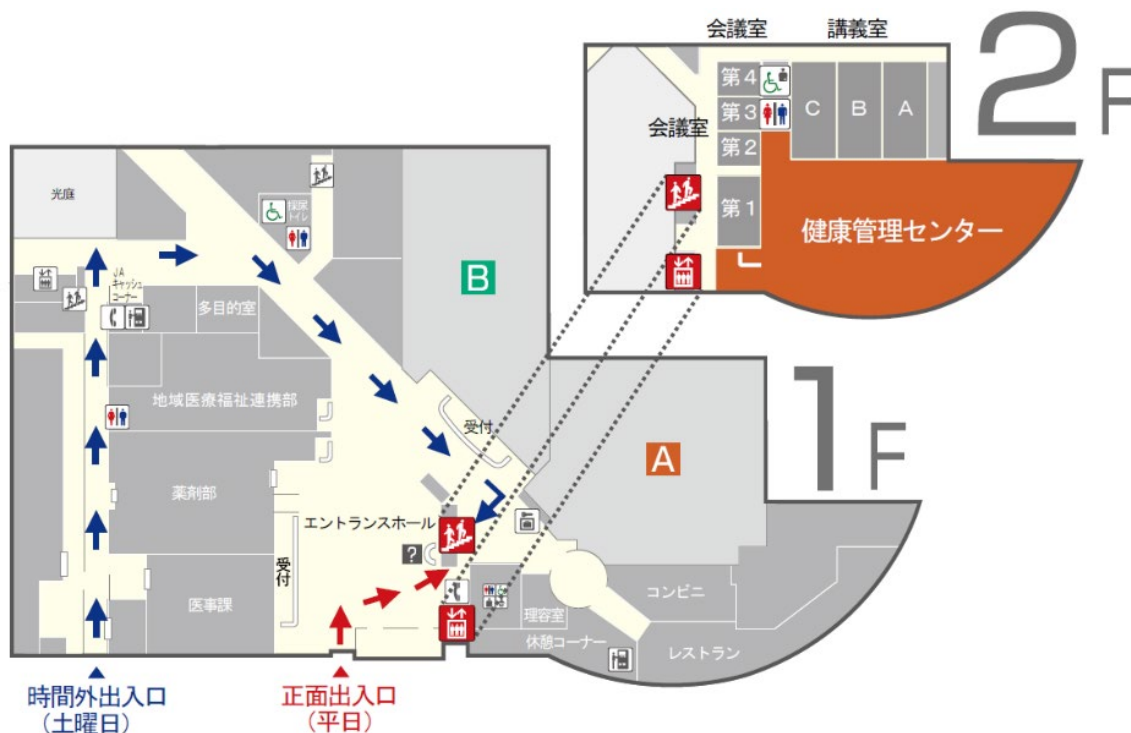 会議室
講義室
2F
第4
第3
第2
第1
C
B
A
会議室
健康管理センター
1F
光庭
採尿
トイレ
JA
キャッシュ
コーナー
多目的室
B
地域医療福祉連携部
受付
A
薬剤部
エントランスホール
?
受付
医事課
コンビニ
理容室
休憩コーナー
レストラン
時間外出入口
(土曜日)
正面出入口
(平日)